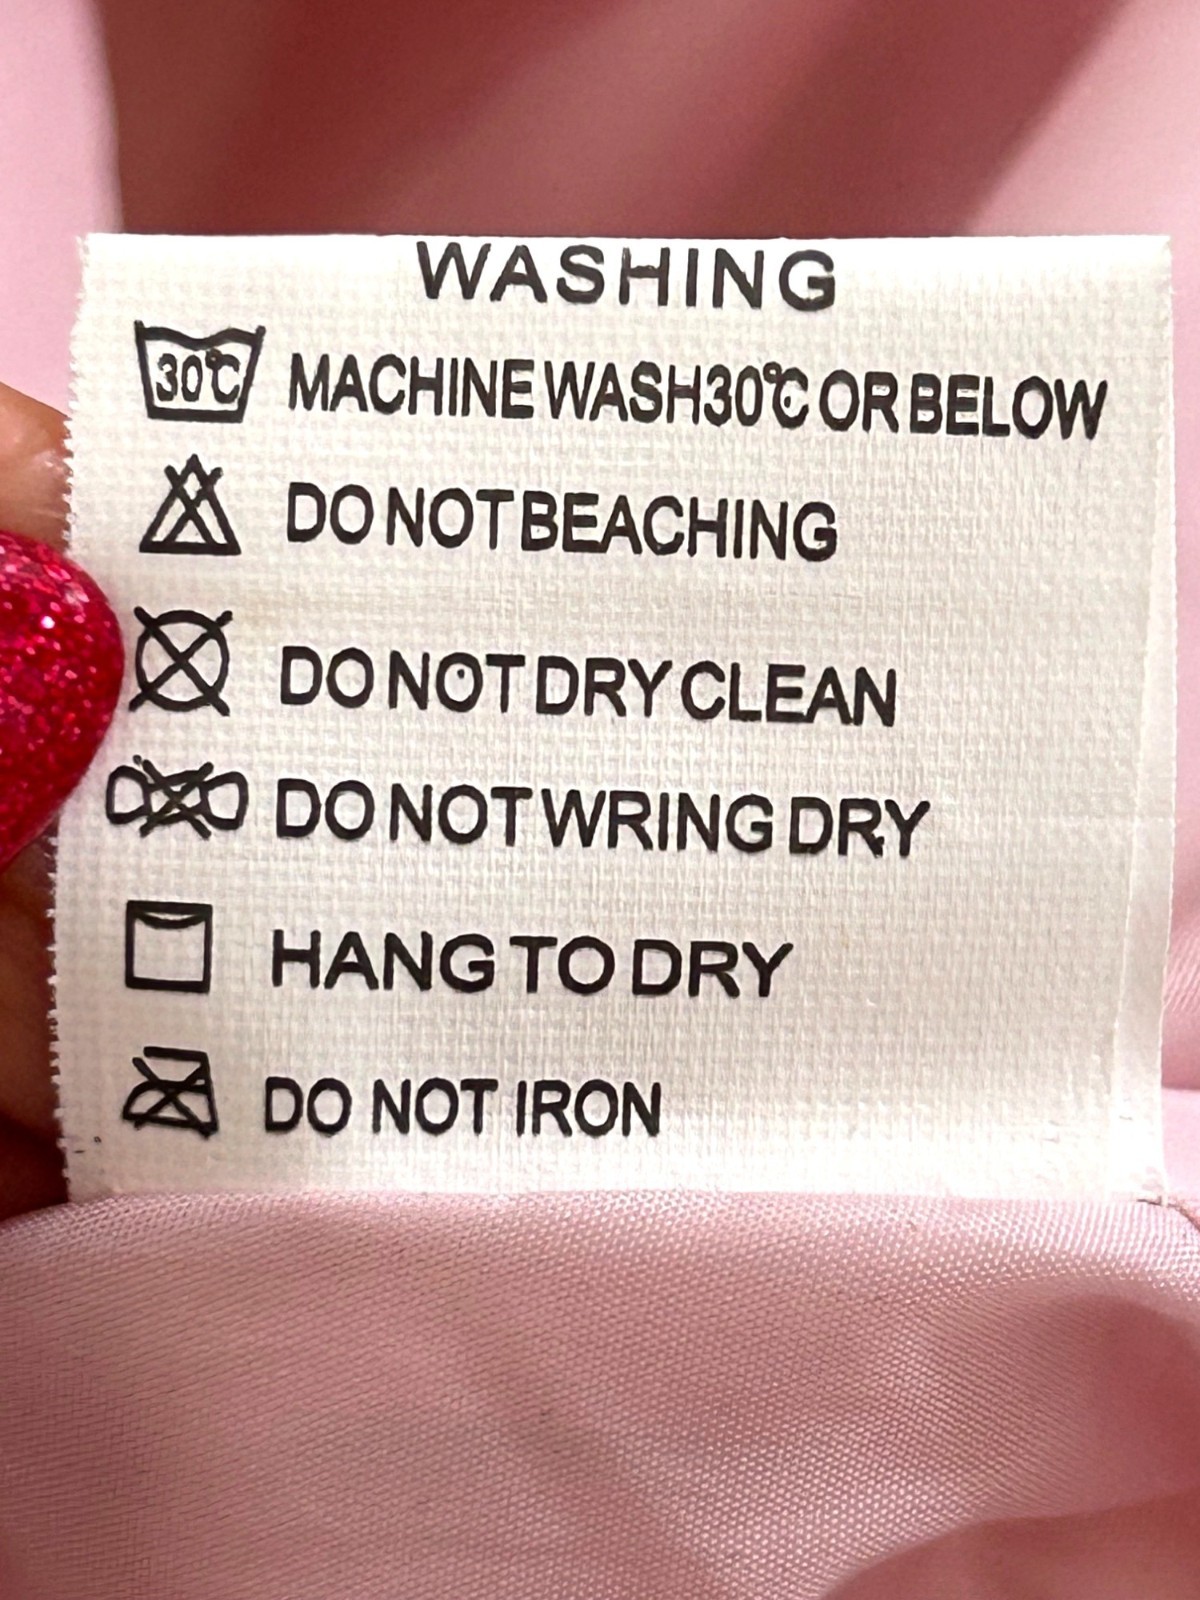 WASHING
30℃ MACHINE WASH30℃ OR BELOW
DO NOT BEACHING
DO NOT DRY CLEAN
DO NOT WRING DRY
HANG TO DRY
DO NOT IRON